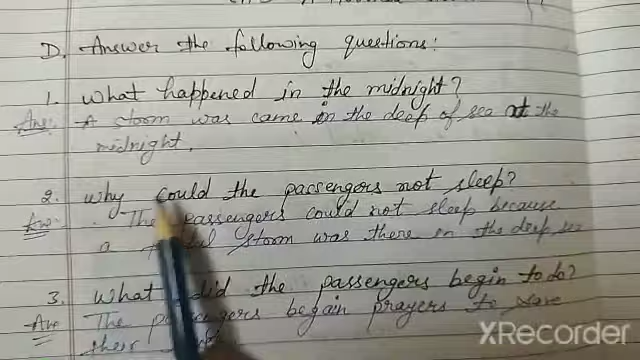 D. Answer the following questions:
1. What happened in the midnight?
Ans:- A storm was came in the deep of sea at the
midnight.
2. Why could the passengers not sleep?
Ans:- The passengers could not sleep because
a storm was there in the deep
3. What did the passengers begin to do?
Ans The passengers began prayers to save
their
XRecorder